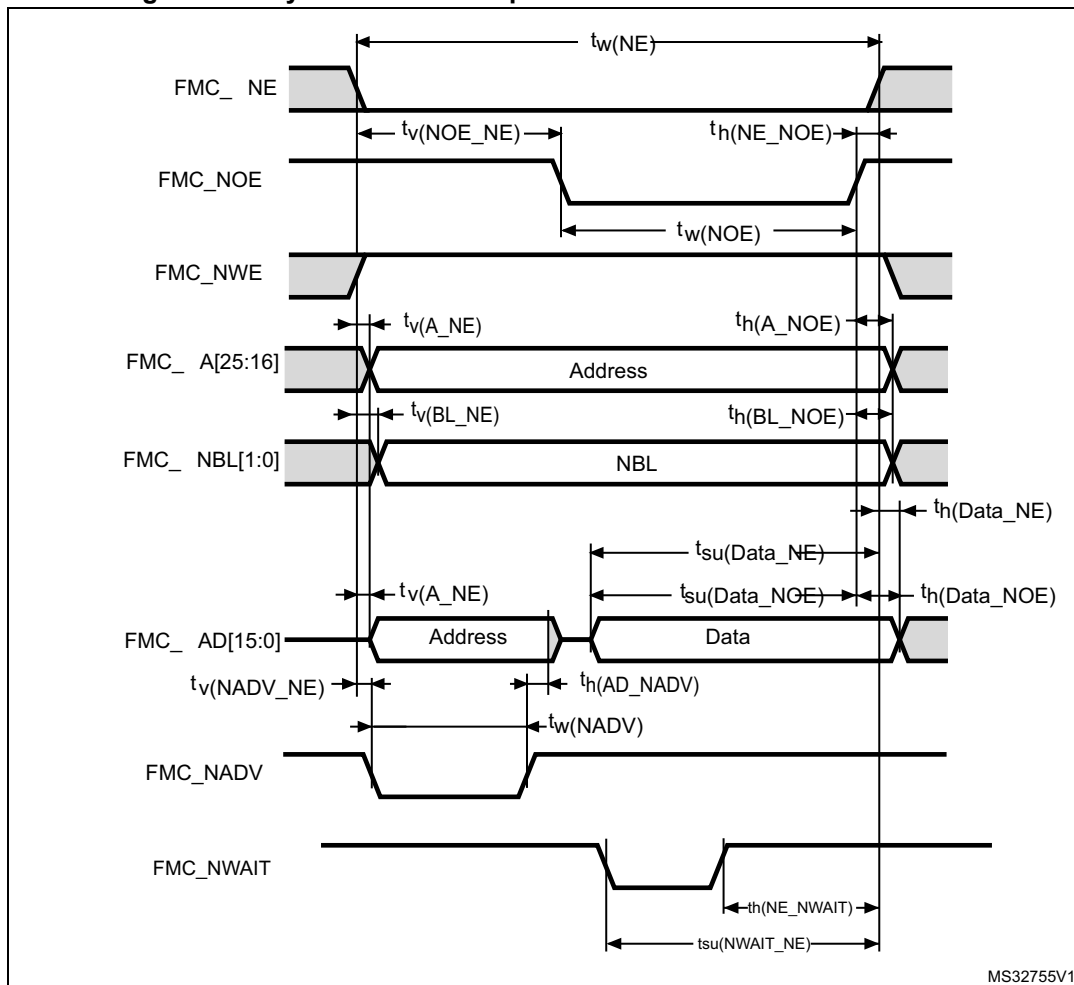 tw(NE)
FMC_ NE
tv(NOE_NE)
th(NE_NOE)
FMC_NOE
tw(NOE)
FMC_NWE
tv(A_NE)
th(A_NOE)
FMC_ A[25:16]
Address
tv(BL_NE)
th(BL_NOE)
FMC_ NBL[1:0]
NBL
th(Data_NE)
tsu(Data_NE)
tv(A_NE)
tsu(Data_NOE)
th(Data_NOE)
FMC_ AD[15:0]
Address
Data
tv(NADV_NE)
th(AD_NADV)
tw(NADV)
FMC_NADV
FMC_NWAIT
th(NE_NWAIT)
tsu(NWAIT_NE)
MS32755V1